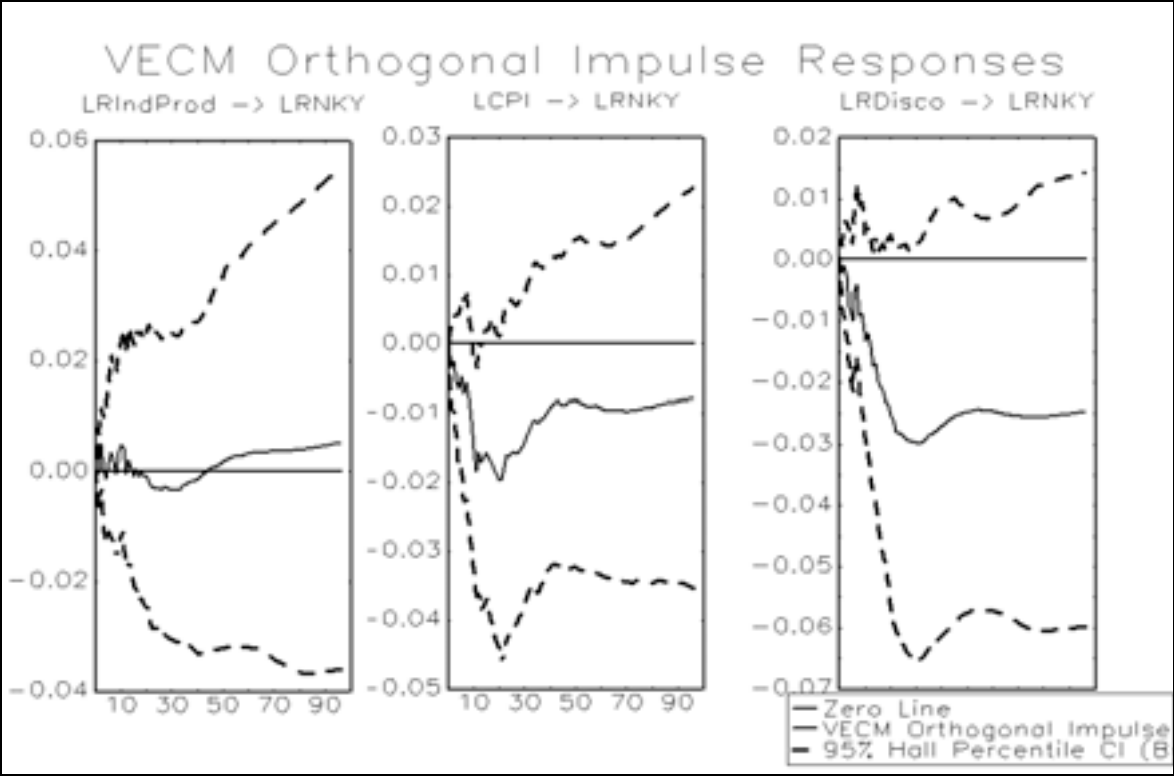 VECM Orthogonal Impulse Responses
LRIndProd -> LRNKY
LCPI -> LRNKY
LRDisco -> LRNKY
0.06
0.04
0.02
0.00
-0.02
-0.04
10 30 50 70 90
0.03
0.02
0.01
0.00
-0.01
-0.02
-0.03
-0.04
-0.05
10 30 50 70 90
0.02
0.01
0.00
-0.01
-0.02
-0.03
-0.04
-0.05
-0.06
-0.07
Zero Line
VECM Orthogonal Impulse
95% Hall Percentile CI (B